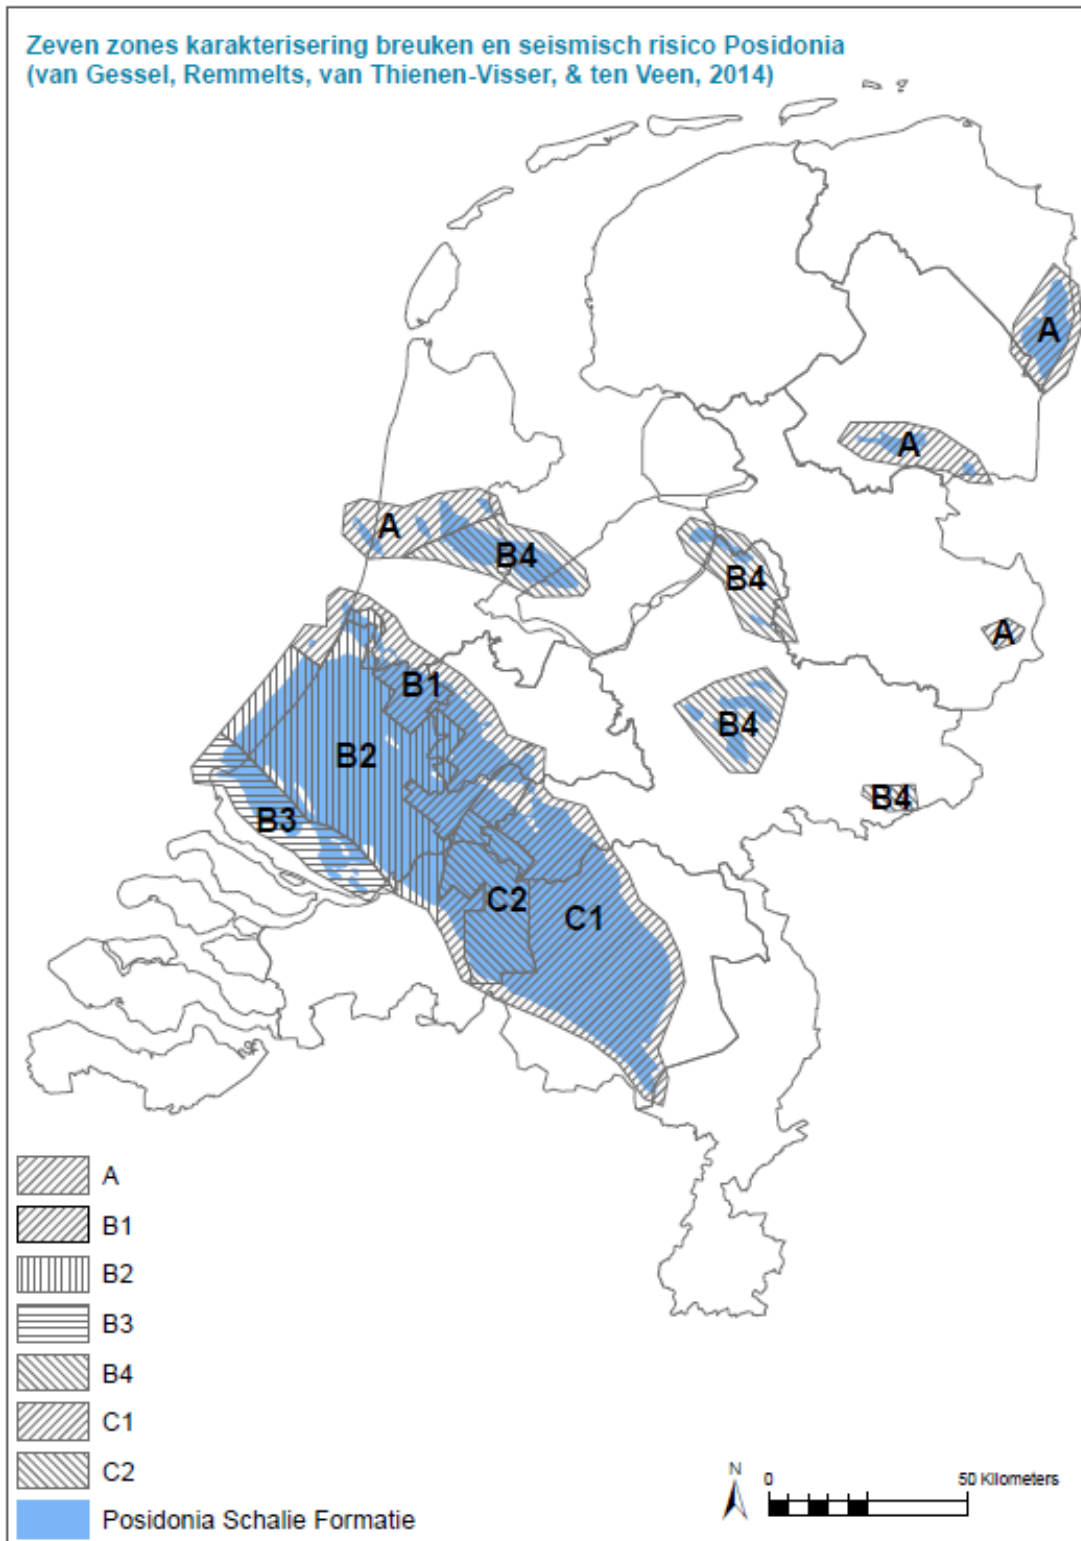 Zeven zones karakterisering breuken en seismisch risico Posidonia
(van Gessel, Remmelts, van Thienen-Visser, & ten Veen, 2014)
A
A
A
B4
B4
A
B1
B4
B2
B4
B3
C2
C1
A
B1
B2
B3
B4
C1
C2
Posidonia Schalie Formatie
N
0 50 Kilometers